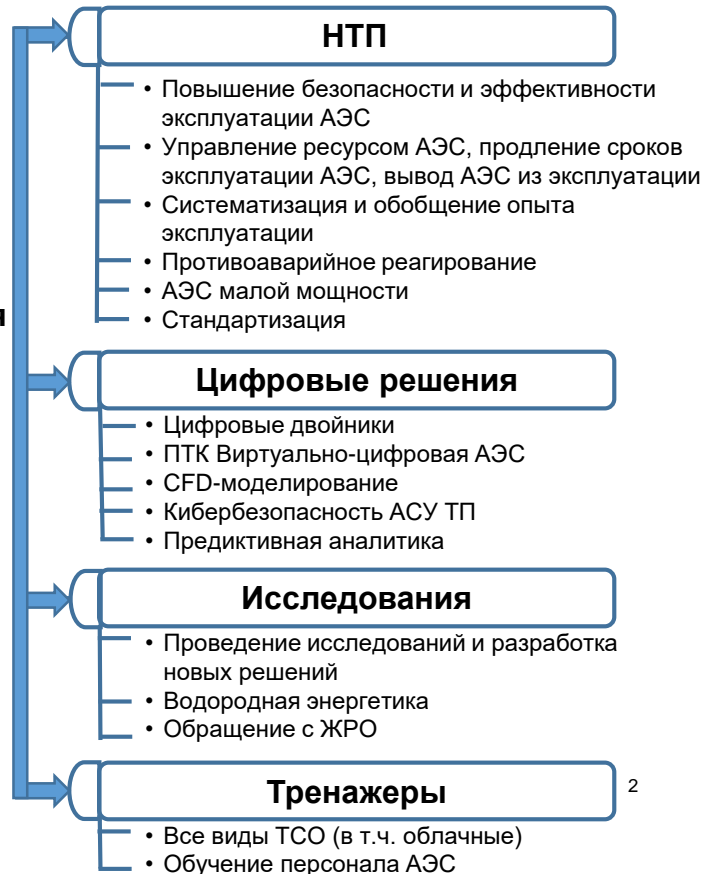 НТП
• Повышение безопасности и эффективности
эксплуатации АЭС
• Управление ресурсом АЭС, продление сроков
эксплуатации АЭС, вывод АЭС из эксплуатации
• Систематизация и обобщение опыта
эксплуатации
• Противоаварийное реагирование
• АЭС малой мощности
• Стандартизация
я
Цифровые решения
• Цифровые двойники
• ПТК Виртуально-цифровая АЭС
• CFD-моделирование
• Кибербезопасность АСУ ТП
• Предиктивная аналитика
Исследования
• Проведение исследований и разработка
новых решений
• Водородная энергетика
• Обращение с ЖРО
Тренажеры
2
• Все виды ТСО (в т.ч. облачные)
• Обучение персонала АЭС